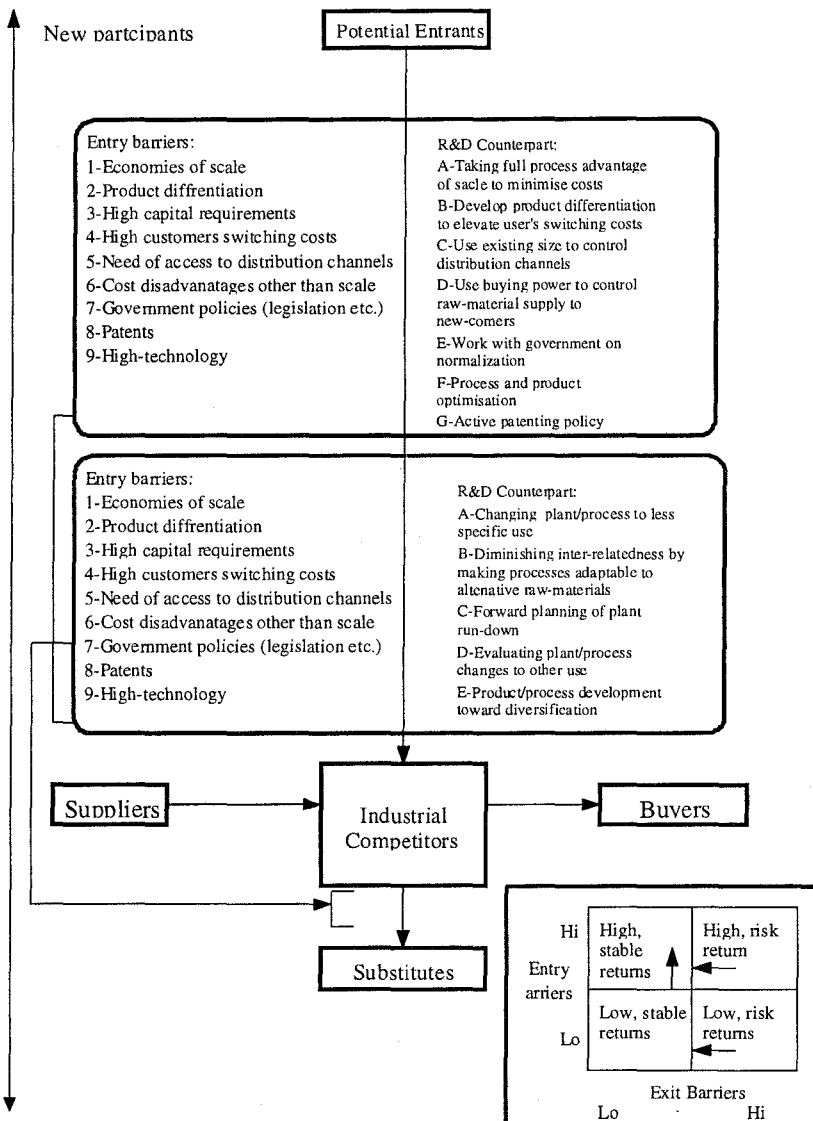 New partcipants
Potential Entrants
Entry barriers:
1-Economies of scale
2-Product diffrentiation
3-High capital requirements
4-High customers switching costs
5-Need of access to distribution channels
6-Cost disadvanatages other than scale
7-Government policies (legislation etc.)
8-Patents
9-High-technology
R&D Counterpart:
A-Taking full process advantage
of sacle to minimise costs
B-Develop product differentiation
to elevate user's switching costs
C-Use existing size to control
distribution channels
D-Use buying power to control
raw-material supply to
new-comers
E-Work with government on
normalization
F-Process and product
optimisation
G-Active patenting policy
Entry barriers:
1-Economies of scale
2-Product diffrentiation
3-High capital requirements
4-High customers switching costs
5-Need of access to distribution channels
6-Cost disadvanatages other than scale
7-Government policies (legislation etc.)
8-Patents
9-High-technology
R&D Counterpart:
A-Changing plant/process to less
specific use
B-Diminishing inter-relatedness by
making processes adaptable to
altenative raw-materials
C-Forward planning of plant
run-down
D-Evaluating plant/process
changes to other use
E-Product/process development
toward diversification
Suppliers
Industrial
Competitors
Buyers
Substitutes
Hi
Entry
arriers
Lo
High,
stable
returns
High, risk
return
Low, stable
returns
Low, risk
returns
Exit Barriers
Lo
Hi